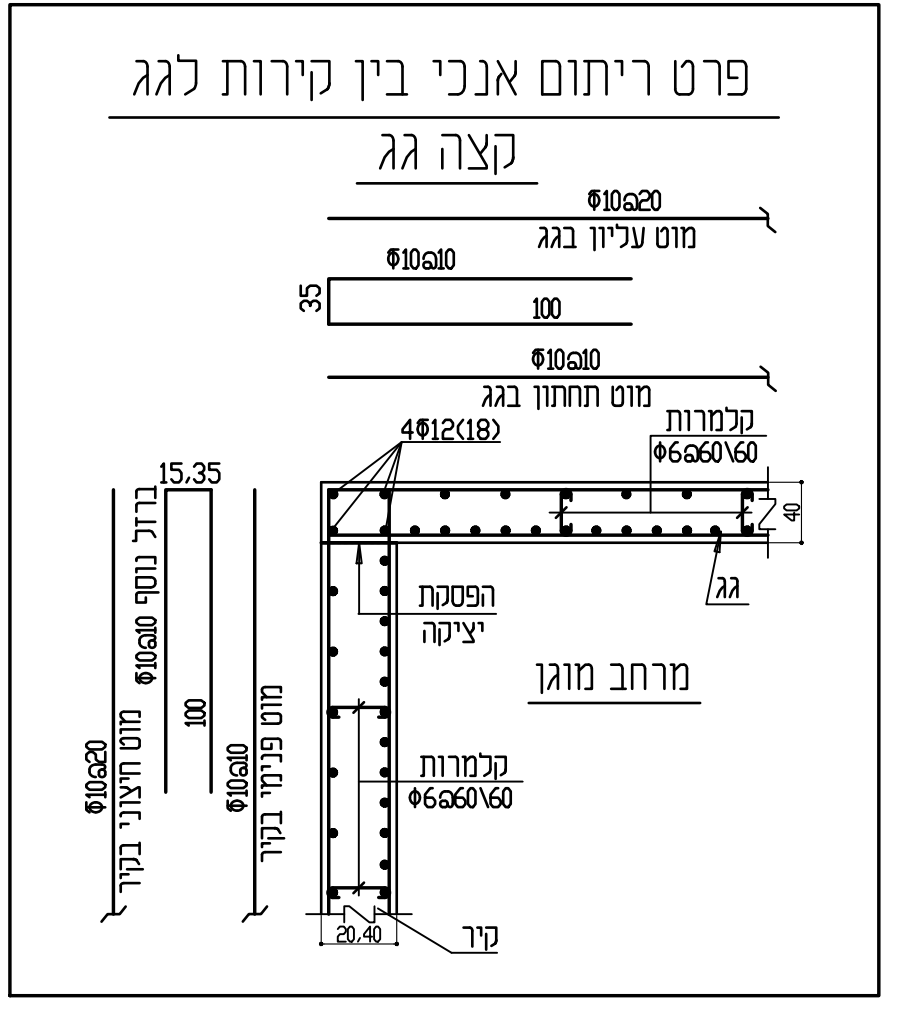 פרט ריתום אנכי בין קירות לגג
קצה גג
Φ10@20
מוט עליון בגג
Φ10@10
35
100
Φ10@10
מוט תחתון בגג
4Φ12(18)
קלמרות
Φ6@60\60
15,35
40
גג
הפסקת
יציקה
מרחב מוגן
ברזל נוסף Φ10@10
100
Φ10@20
מוט חיצוני בקיר
Φ10@10
מוט פנימי בקיר
קלמרות
Φ6@60\60
20,40
קיר